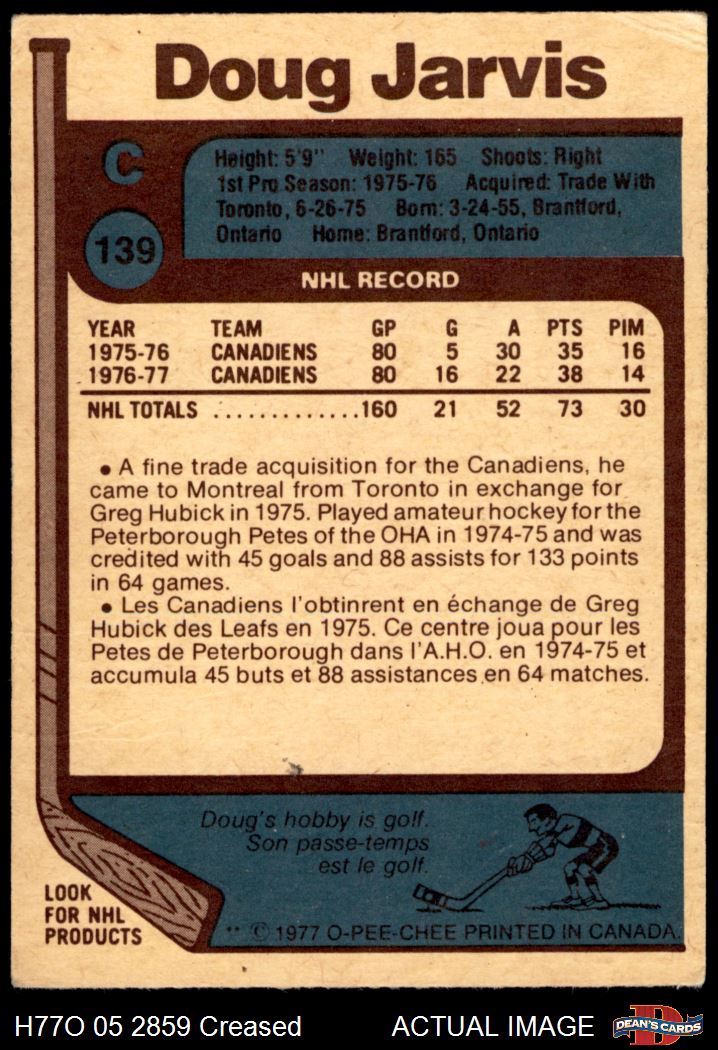 Doug Jarvis
C
139
Height: 5'9" Weight: 165 Shoots: Right
1st Pro Season: 1975-76 Acquired: Trade With
Toronto, 6-26-75 Born: 3-24-55, Brantford,
Ontario Home: Brantford, Ontario
NHL RECORD
YEAR TEAM GP G A PTS PIM
1975-76 CANADIENS 80 5 30 35 16
1976-77 CANADIENS 80 16 22 38 14
NHL TOTALS .............160 21 52 73 30
• A fine trade acquisition for the Canadiens, he
came to Montreal from Toronto in exchange for
Greg Hubick in 1975. Played amateur hockey for the
Peterborough Petes of the OHA in 1974-75 and was
credited with 45 goals and 88 assists for 133 points
in 64 games.
• Les Canadiens l'obtinrent en échange de Greg
Hubick des Leafs en 1975. Ce centre joua pour les
Petes de Peterborough dans l'A.H.O. en 1974-75 et
accumula 45 buts et 88 assistances en 64 matches.
Doug's hobby is golf.
Son passe-temps
est le golf.
LOOK
FOR NHL
PRODUCTS
** © 1977 O-PEE-CHEE PRINTED IN CANADA.
H77O 05 2859 Creased ACTUAL IMAGE
D
DEAN'S CARDS